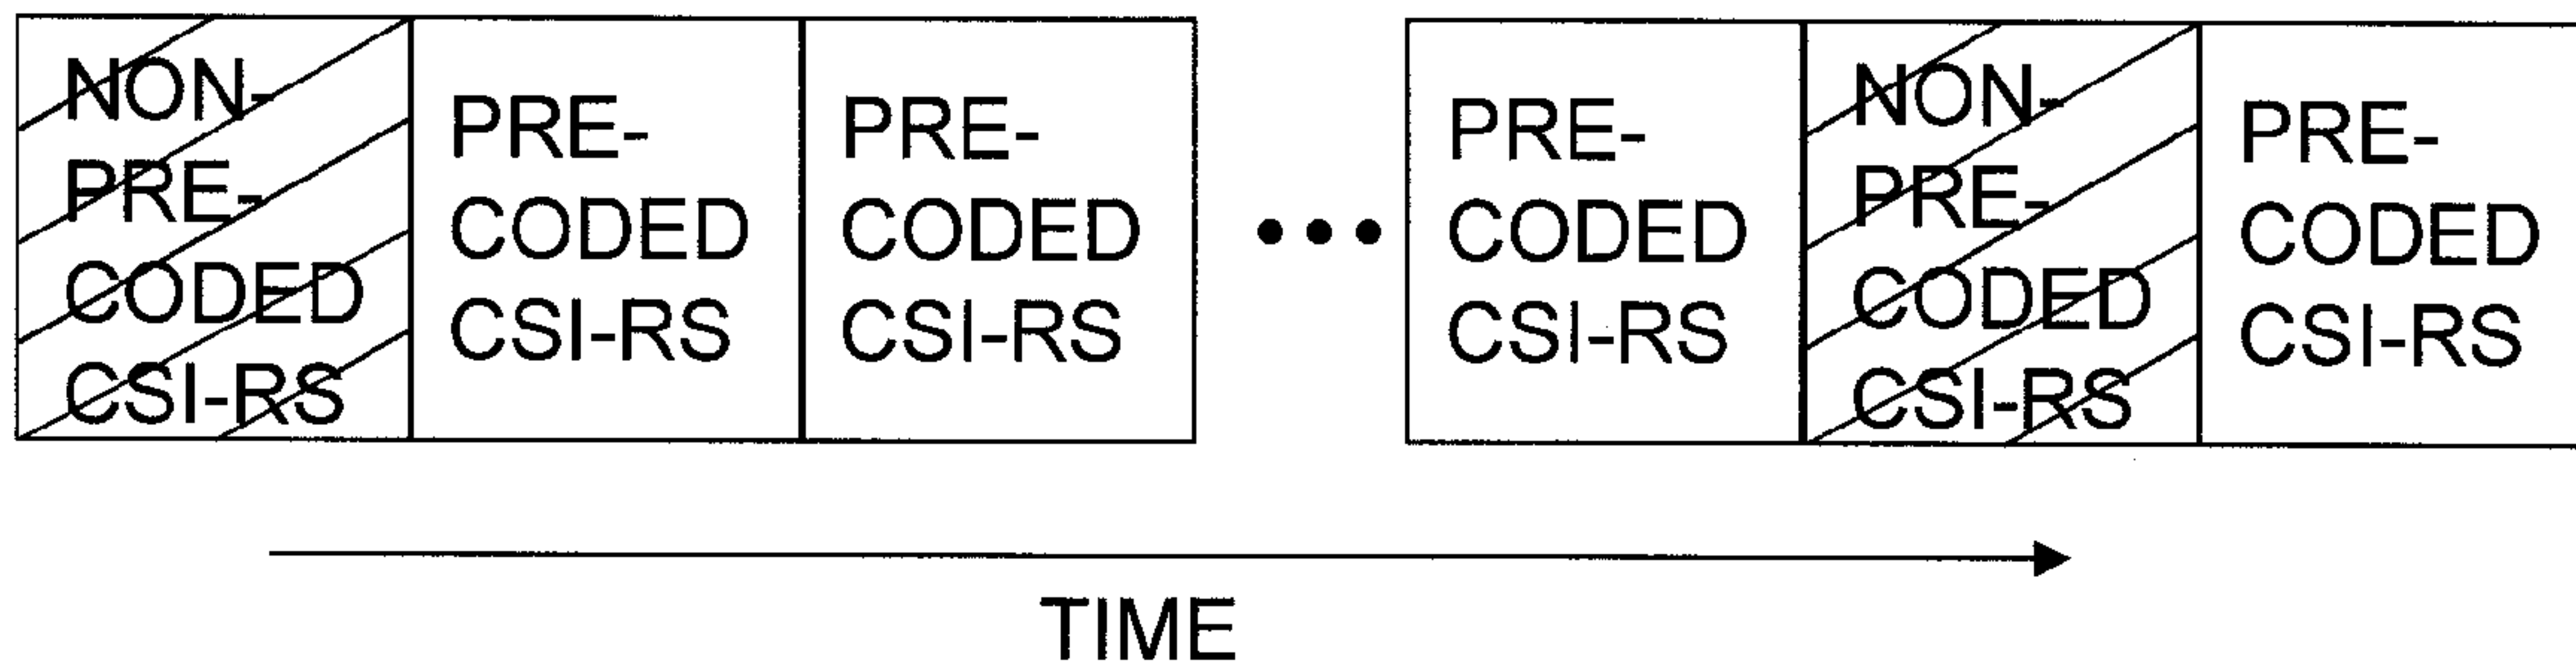 NON-
PRE-
CODED
CSI-RS
PRE-
CODED
CSI-RS
PRE-
CODED
CSI-RS
PRE-
CODED
CSI-RS
NON-
PRE-
CODED
CSI-RS
PRE-
CODED
CSI-RS
TIME